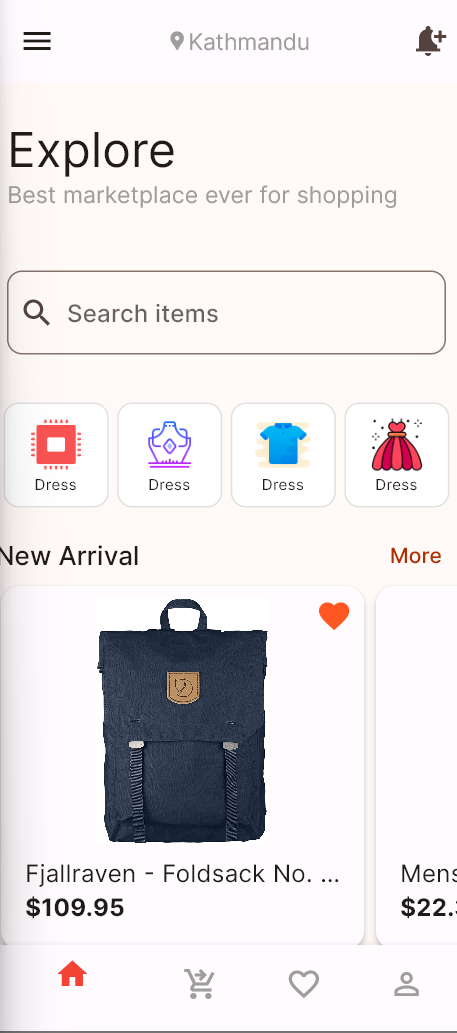 Kathmandu
Explore
Best marketplace ever for shopping
Search items
Dress Dress Dress Dress
New Arrival More
Fjallraven - Foldsack No. ... Mens
$109.95 $22.